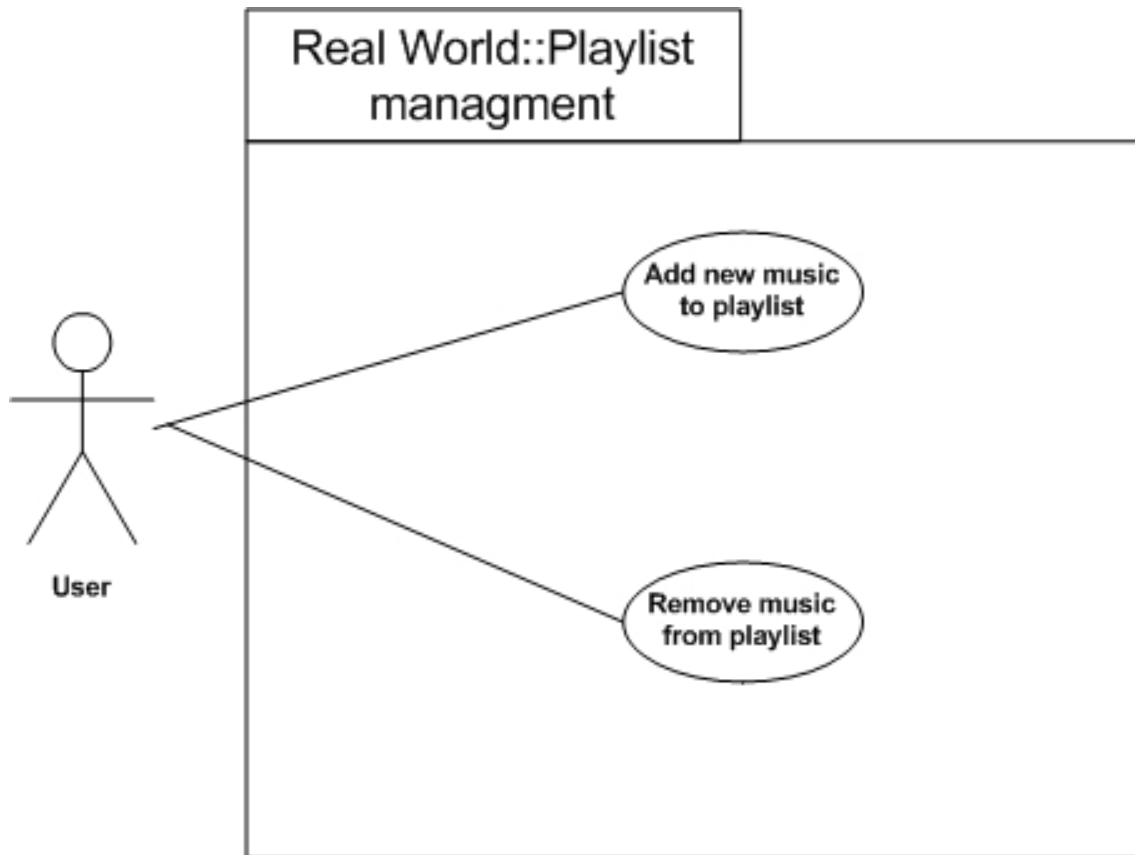 Real World::Playlist
managment
Add new music
to playlist
User
Remove music
from playlist